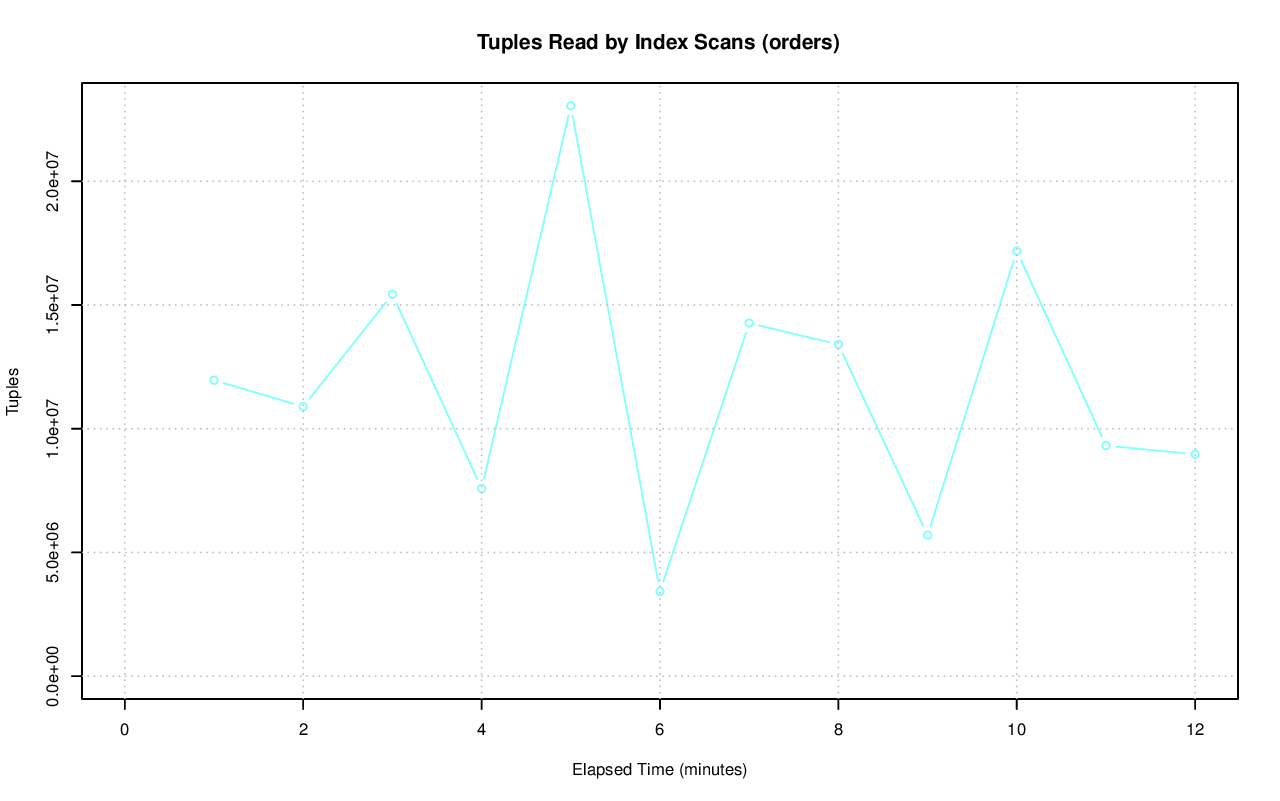 Tuples Read by Index Scans (orders)
Tuples
2.0e+07
1.5e+07
1.0e+07
5.0e+06
0.0e+00
0 2 4 6 8 10 12
Elapsed Time (minutes)